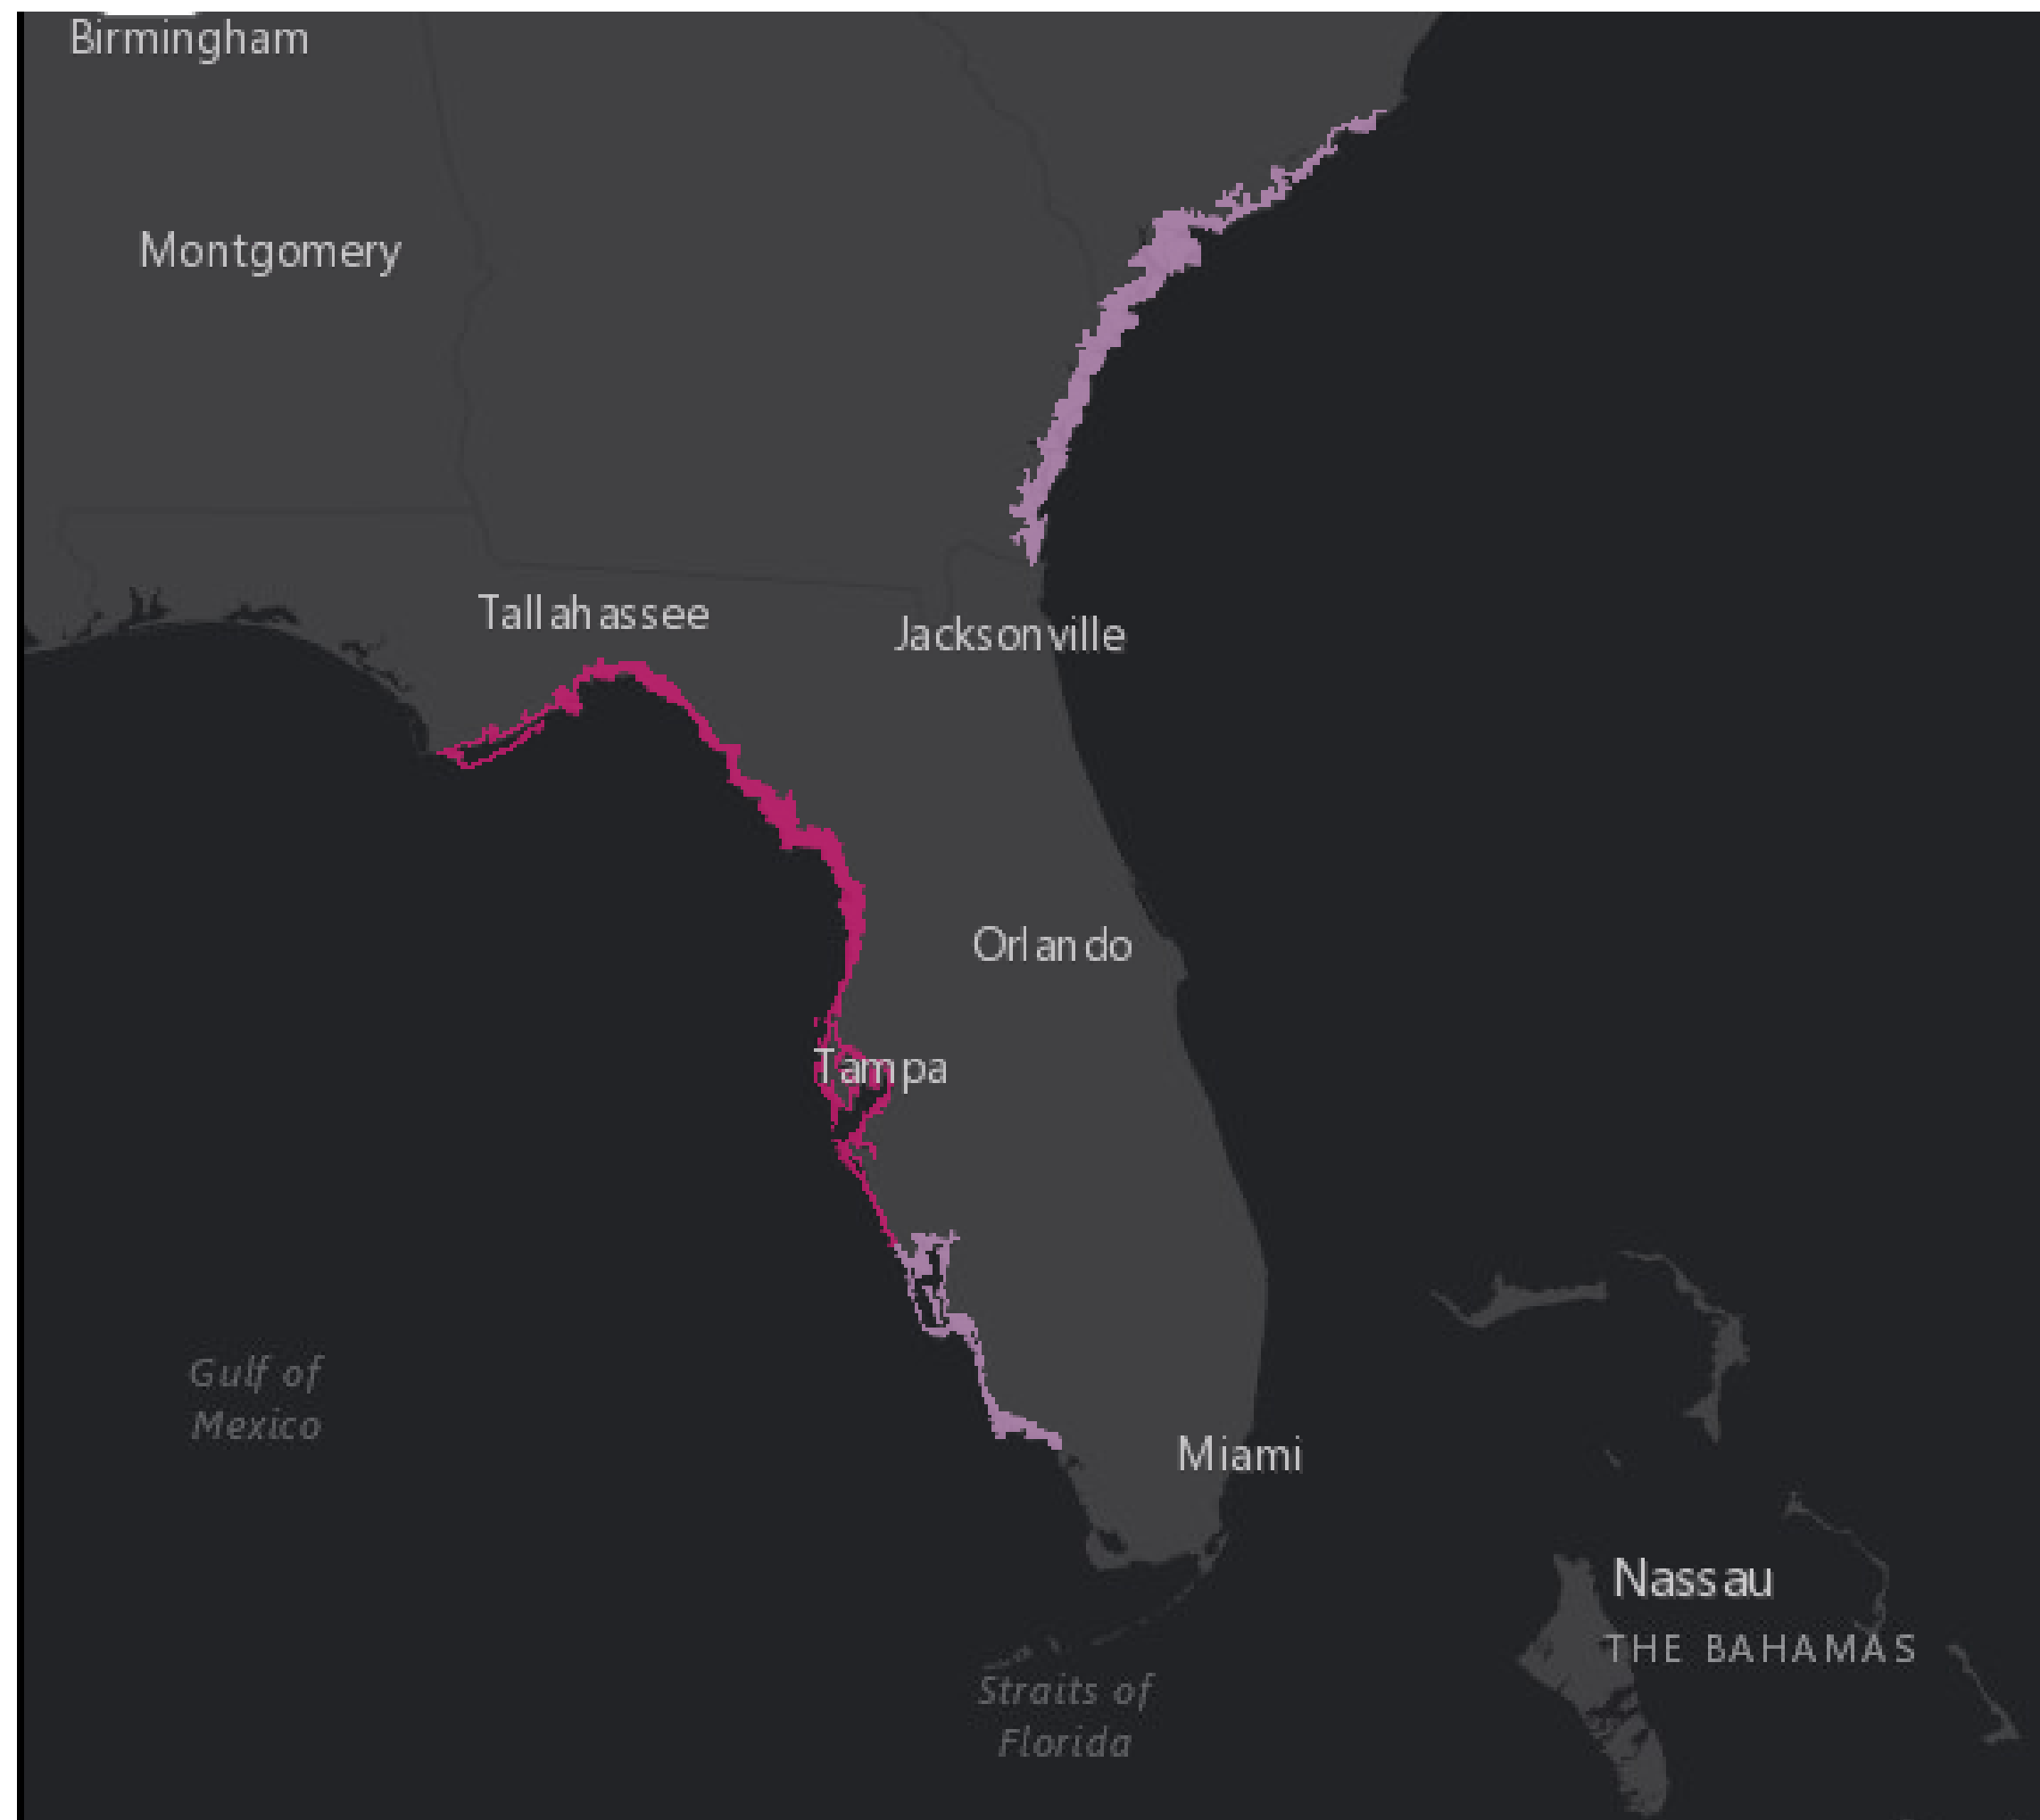 Birmingham
Montgomery
Tallahassee
Jacksonville
Orlando
Tampa
Gulf of
Mexico
Miami
Nassau
THE BAHAMAS
Straits of
Florida